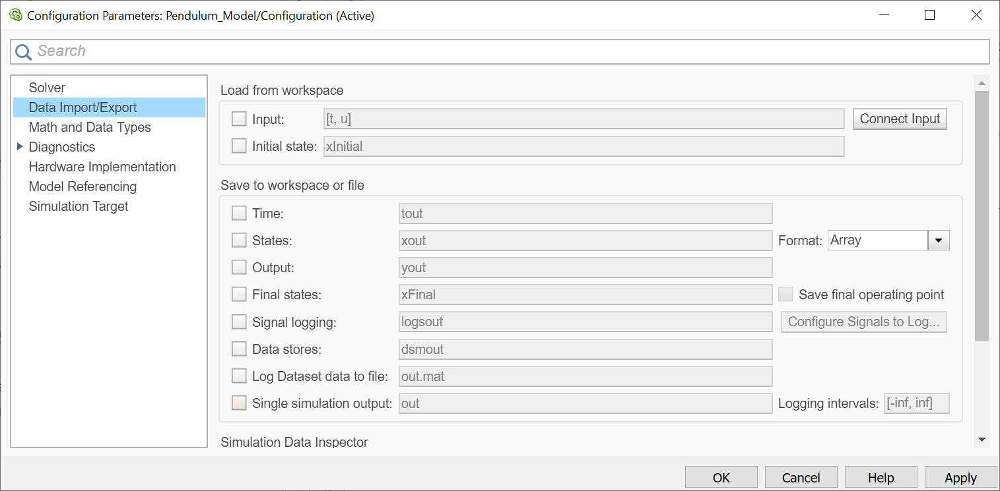 Configuration Parameters: Pendulum_Model/Configuration (Active)
Search
Solver
Data Import/Export
Math and Data Types
Diagnostics
Hardware Implementation
Model Referencing
Simulation Target
Load from workspace
Input: [t, u] Connect Input
Initial state: xInitial
Save to workspace or file
Time: tout
States: xout Format: Array
Output: yout
Final states: xFinal Save final operating point
Signal logging: logsout Configure Signals to Log...
Data stores: dsmout
Log Dataset data to file: out.mat
Single simulation output: out Logging intervals: [-inf, inf]
Simulation Data Inspector
OK Cancel Help Apply